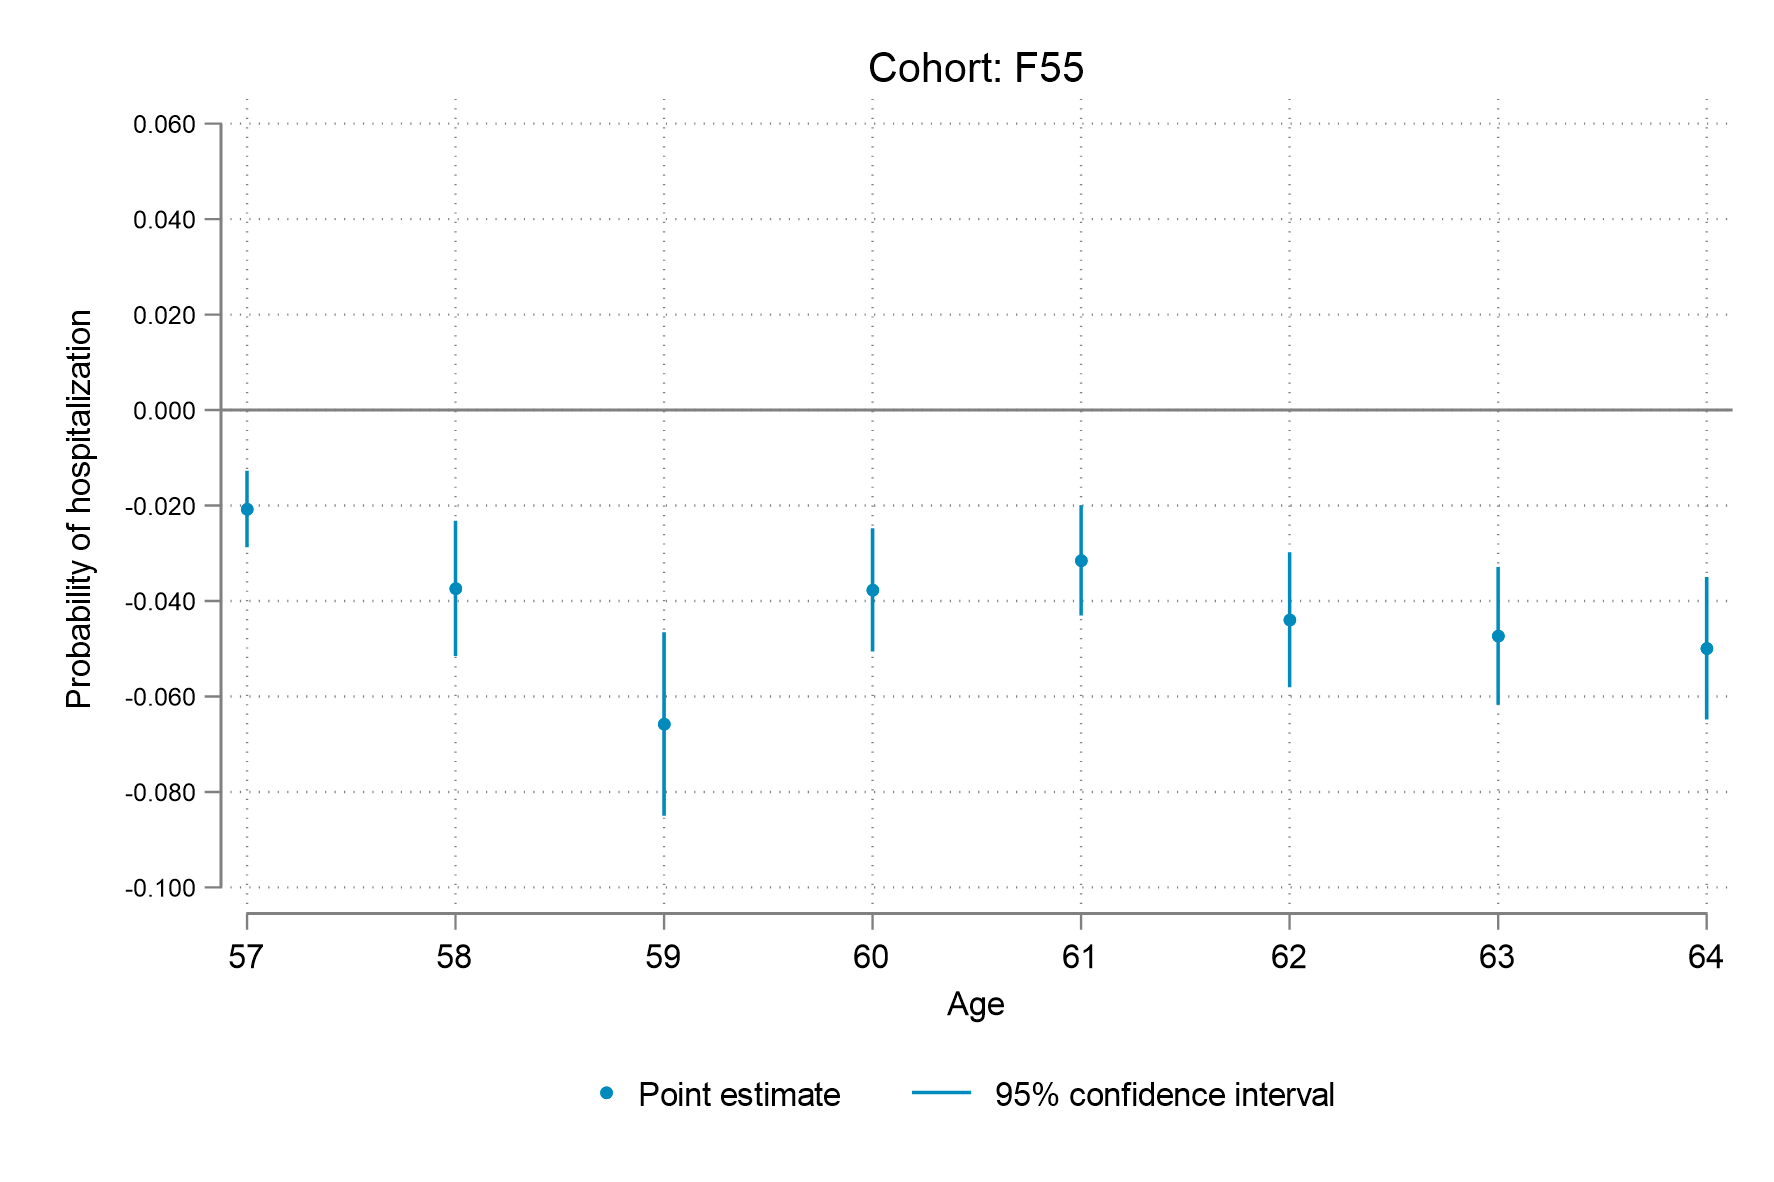 Cohort: F55
0.060
0.040
0.020
0.000
-0.020
-0.040
-0.060
-0.080
-0.100
Probability of hospitalization
57 58 59 60 61 62 63 64
Age
Point estimate 95% confidence interval